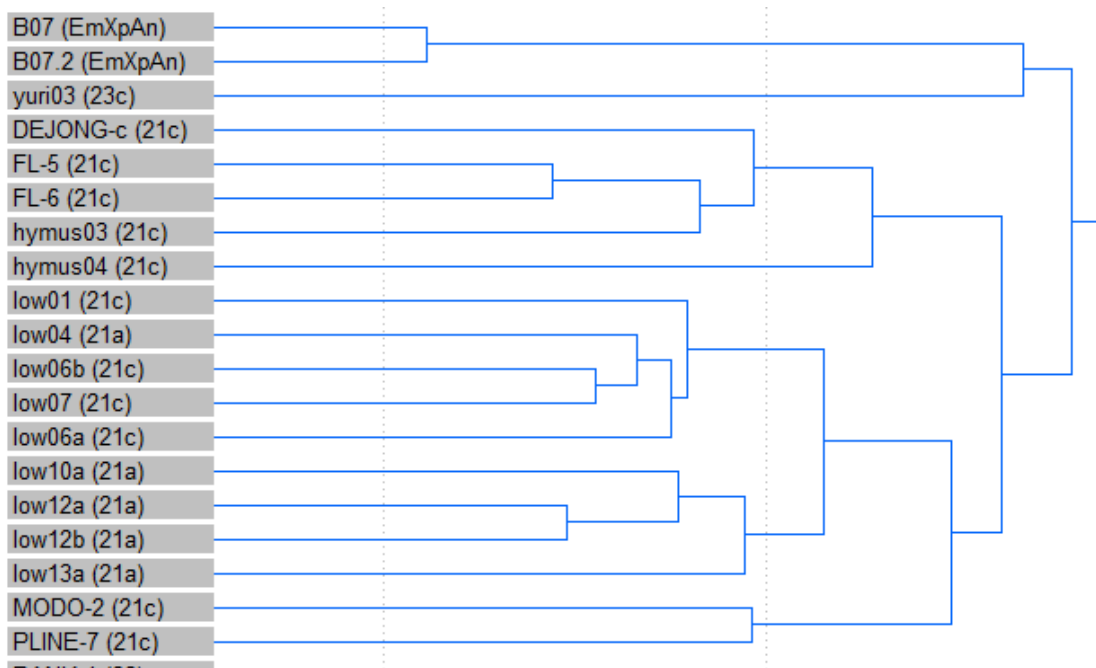 B07 (EmXpAn)
B07.2 (EmXpAn)
yuri03 (23c)
DEJONG-c (21c)
FL-5 (21c)
FL-6 (21c)
hymus03 (21c)
hymus04 (21c)
low01 (21c)
low04 (21a)
low06b (21c)
low07 (21c)
low06a (21c)
low10a (21a)
low12a (21a)
low12b (21a)
low13a (21a)
MODO-2 (21c)
PLINE-7 (21c)